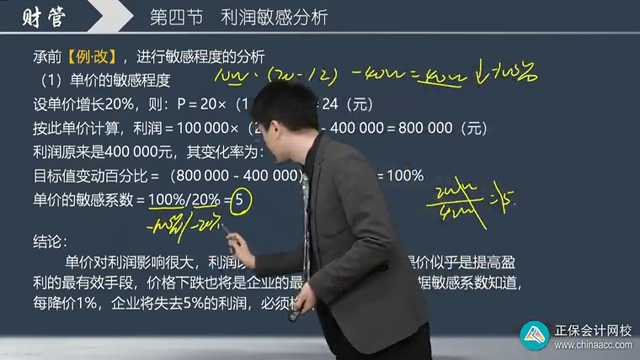 财管 第四节 利润敏感分析
承前【例·改】，进行敏感程度的分析
（1）单价的敏感程度
设单价增长20%，则：P＝20×（1 ＝24（元）
按此单价计算，利润＝100 000×（2 －400 000＝800 000（元）
利润原来是400 000元，其变化率为：
目标值变动百分比＝（800 000－400 ＝100%
单价的敏感系数＝100%/20%＝5
-100%/-20%
结论：
单价对利润影响很大，利润以 是价似乎是提高盈
利的最有效手段，价格下跌也将是企业的最 据敏感系数知道，
每降价1%，企业将失去5%的利润，必须格
正保会计网校
www.chinaacc.com